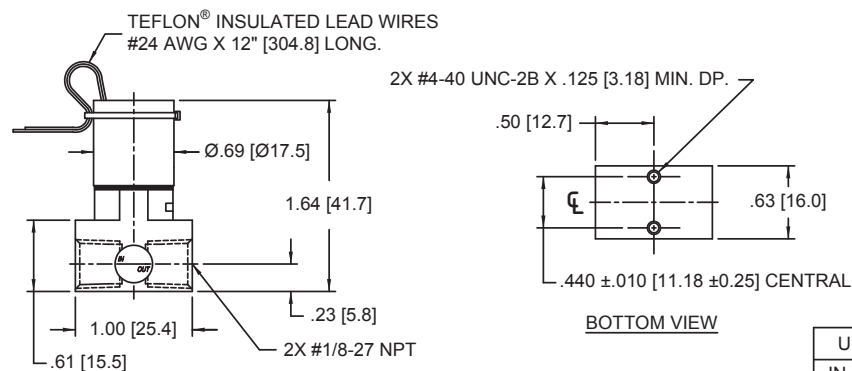 TEFLON® INSULATED LEAD WIRES
#24 AWG X 12" [304.8] LONG.
2X #4-40 UNC-2B X .125 [3.18] MIN. DP.
.50 [12.7]
Ø.69 [Ø17.5]
1.64 [41.7]
℄
.63 [16.0]
IN
OUT
.440 ±.010 [11.18 ±0.25] CENTRAL
.23 [5.8]
1.00 [25.4]
BOTTOM VIEW
2X #1/8-27 NPT
.61 [15.5]
U
IN